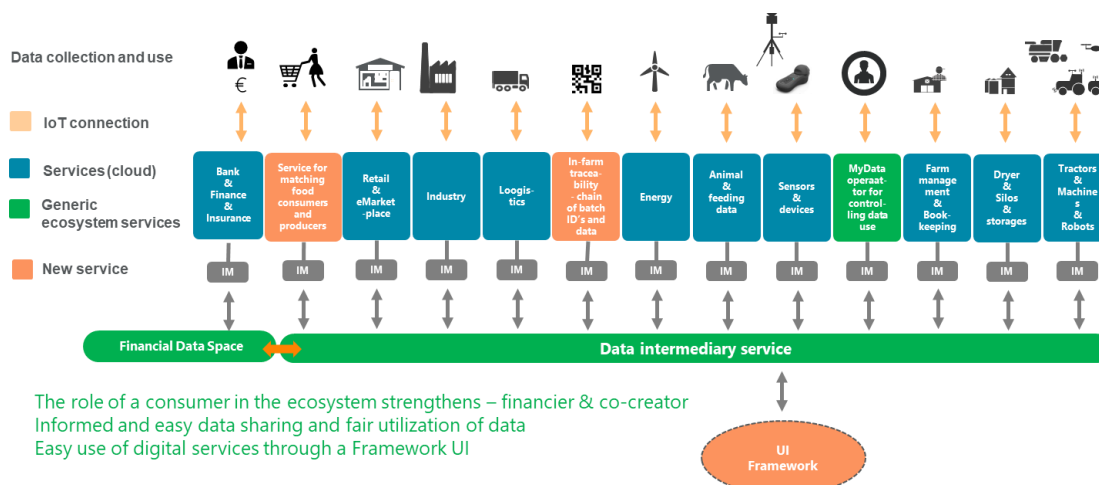 Data collection and use
€
IoT connection
Services (cloud)
Generic
ecosystem services
New service
Bank
&
Finance
&
Insurance
Service for
matching
food
consumers
and
producers
Retail
&
eMarket
-place
Industry
Loogis-
tics
In-farm
tracea-
bility
- chain
of batch
ID's and
data
Energy
Animal
&
feeding
data
Sensors
&
devices
MyData
operaat-
tor for
control-
ling data
use
Farm
manage
ment
&
Book-
keeping
Dryer
&
Silos
&
storages
Tractors
&
Machine
s
&
Robots
IM
IM
IM
IM
IM
IM
IM
IM
IM
IM
IM
IM
IM
Financial Data Space
Data intermediary service
The role of a consumer in the ecosystem strengthens – financier & co-creator
Informed and easy data sharing and fair utilization of data
Easy use of digital services through a Framework UI
UI
Framework